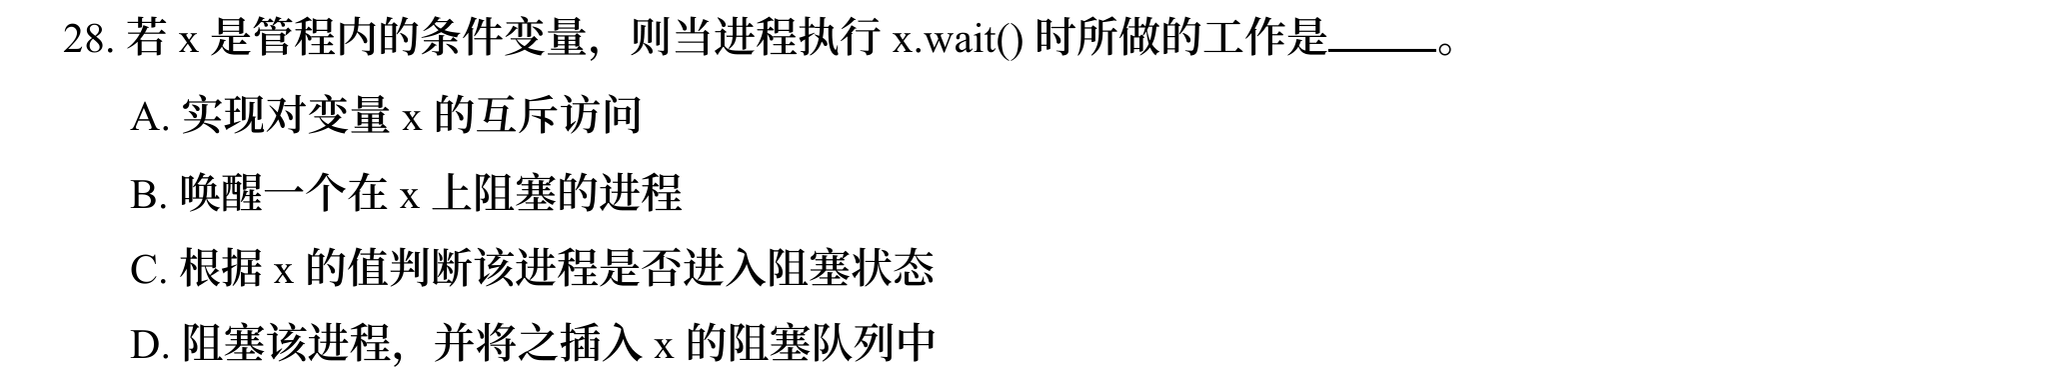 28. 若 x 是管程内的条件变量，则当进程执行 x.wait() 时所做的工作是_____。
A. 实现对变量 x 的互斥访问
B. 唤醒一个在 x 上阻塞的进程
C. 根据 x 的值判断该进程是否进入阻塞状态
D. 阻塞该进程，并将之插入 x 的阻塞队列中